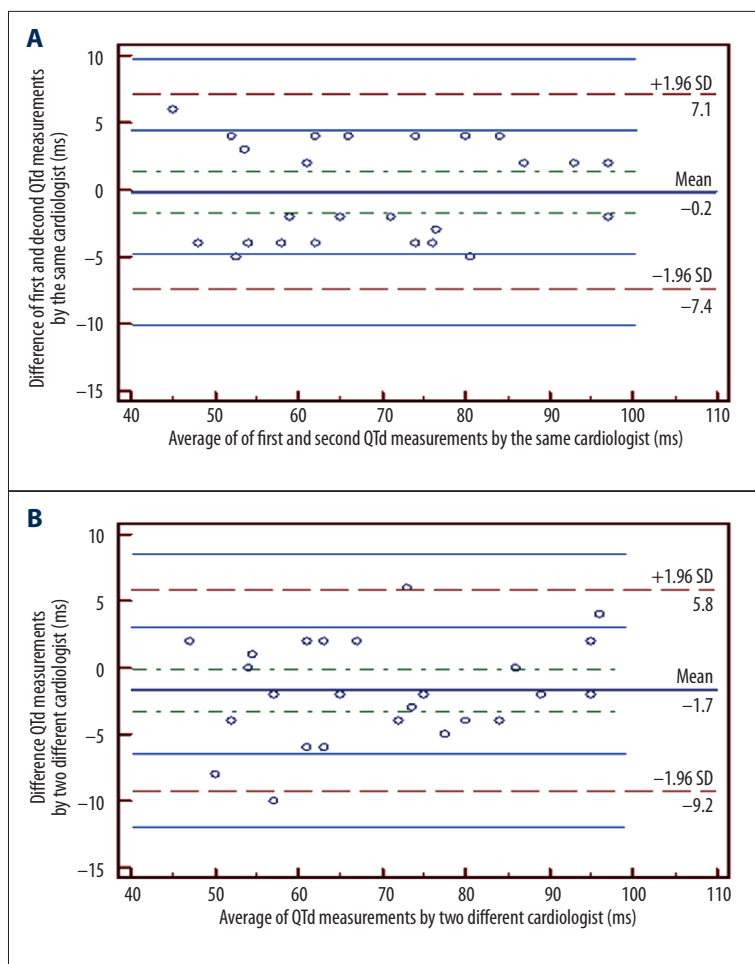 A
Difference of first and second QTd measurements
by the same cardiologist (ms)
10
5
0
−5
−10
−15
+1.96 SD
7.1
Mean
−0.2
−1.96 SD
−7.4
40 50 60 70 80 90 100 110
Average of of first and second QTd measurements by the same cardiologist (ms)
B
Difference QTd measurements
by two different cardiologist (ms)
10
5
0
−5
−10
−15
+1.96 SD
5.8
Mean
−1.7
−1.96 SD
−9.2
40 50 60 70 80 90 100 110
Average of QTd measurements by two different cardiologist (ms)